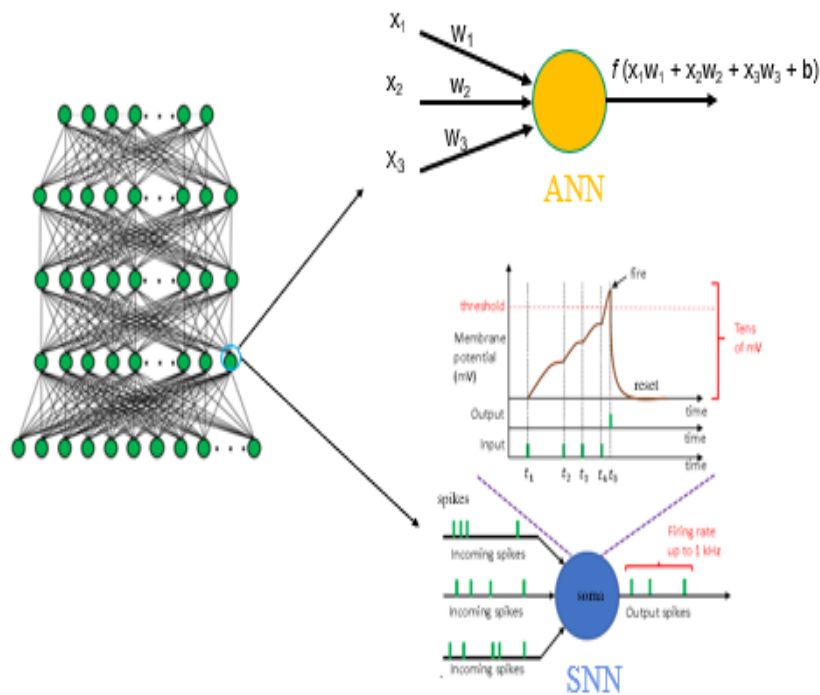 x1
w1
x2
w2
x3
w3
f (x1w1 + x2w2 + x3w3 + b)
ANN
fire
threshold
Membrane
potential
(mV)
Tens
of mV
reset
time
Output
time
Input
time
t1 t2 t3 t4 t5
spikes
Incoming spikes
Incoming spikes
Incoming spikes
soma
Firing rate
up to 1 kHz
Output spikes
SNN